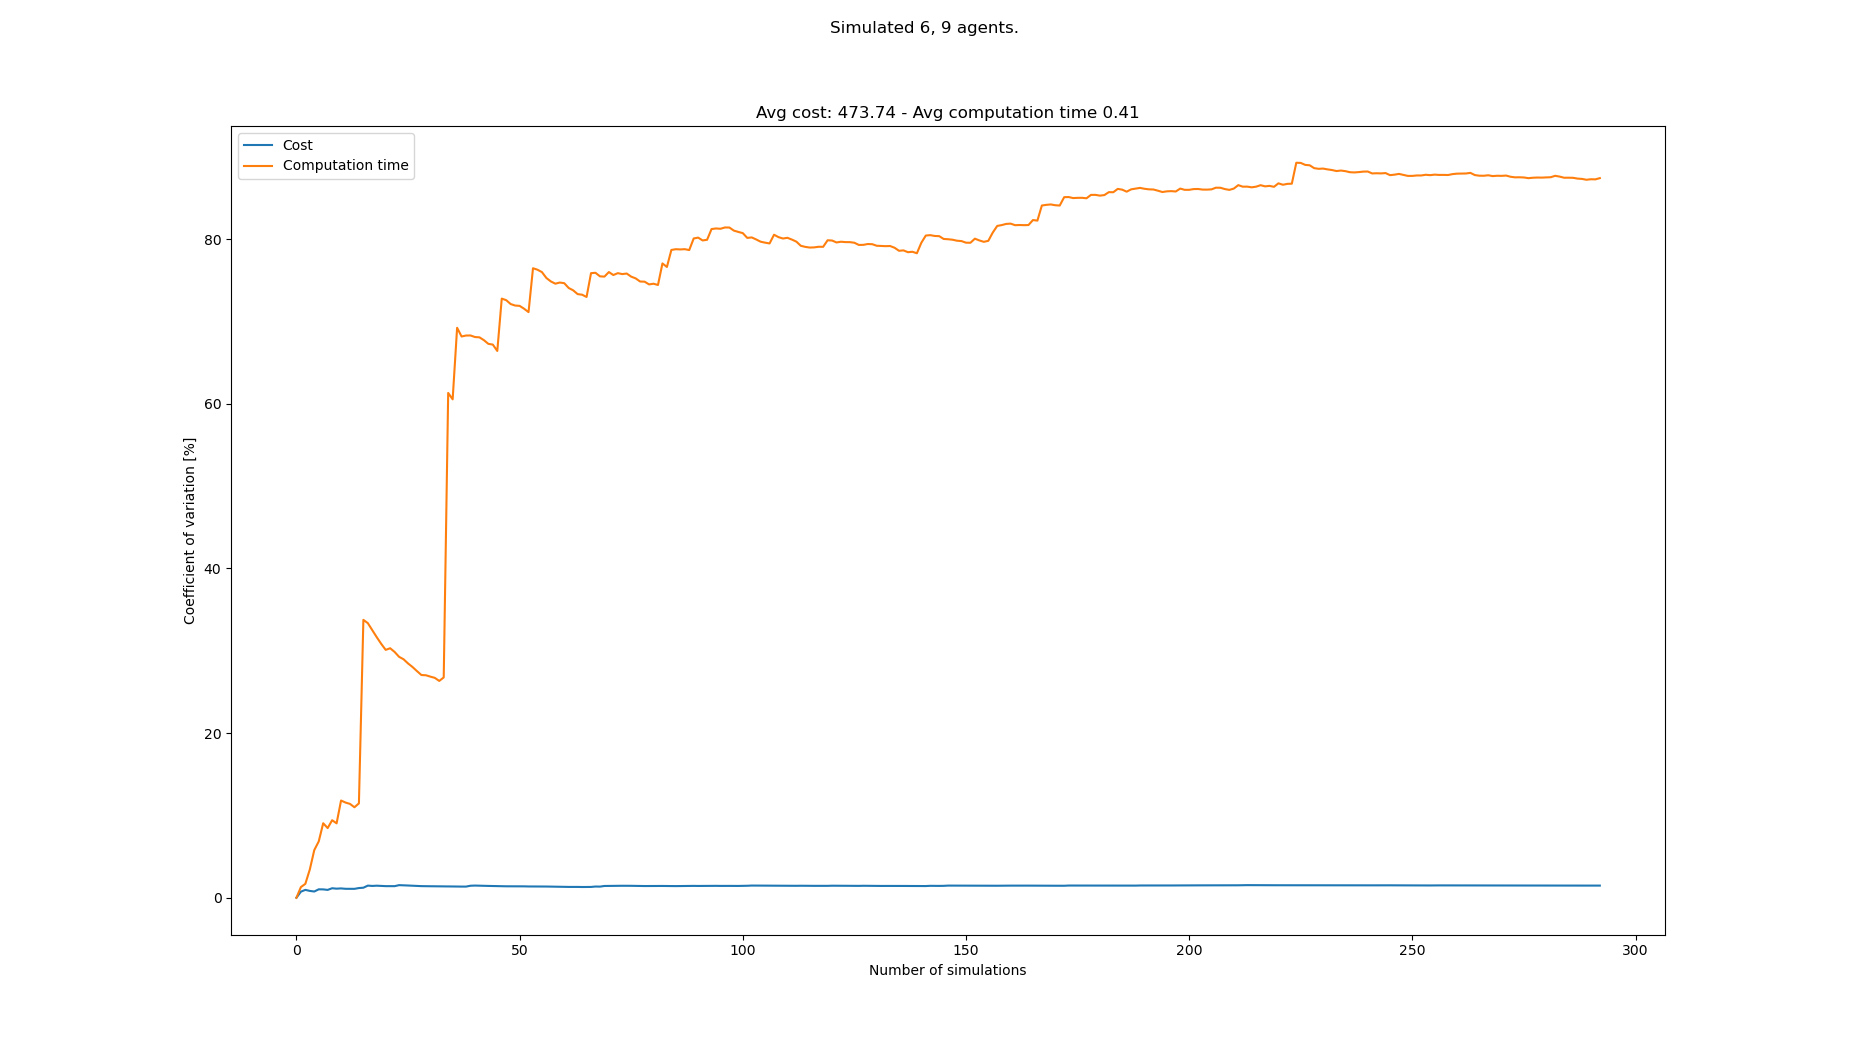 Simulated 6, 9 agents.
Avg cost: 473.74 - Avg computation time 0.41
Cost
Computation time
Coefficient of variation [%]
80
60
40
20
0
0 50 100 150 200 250 300
Number of simulations